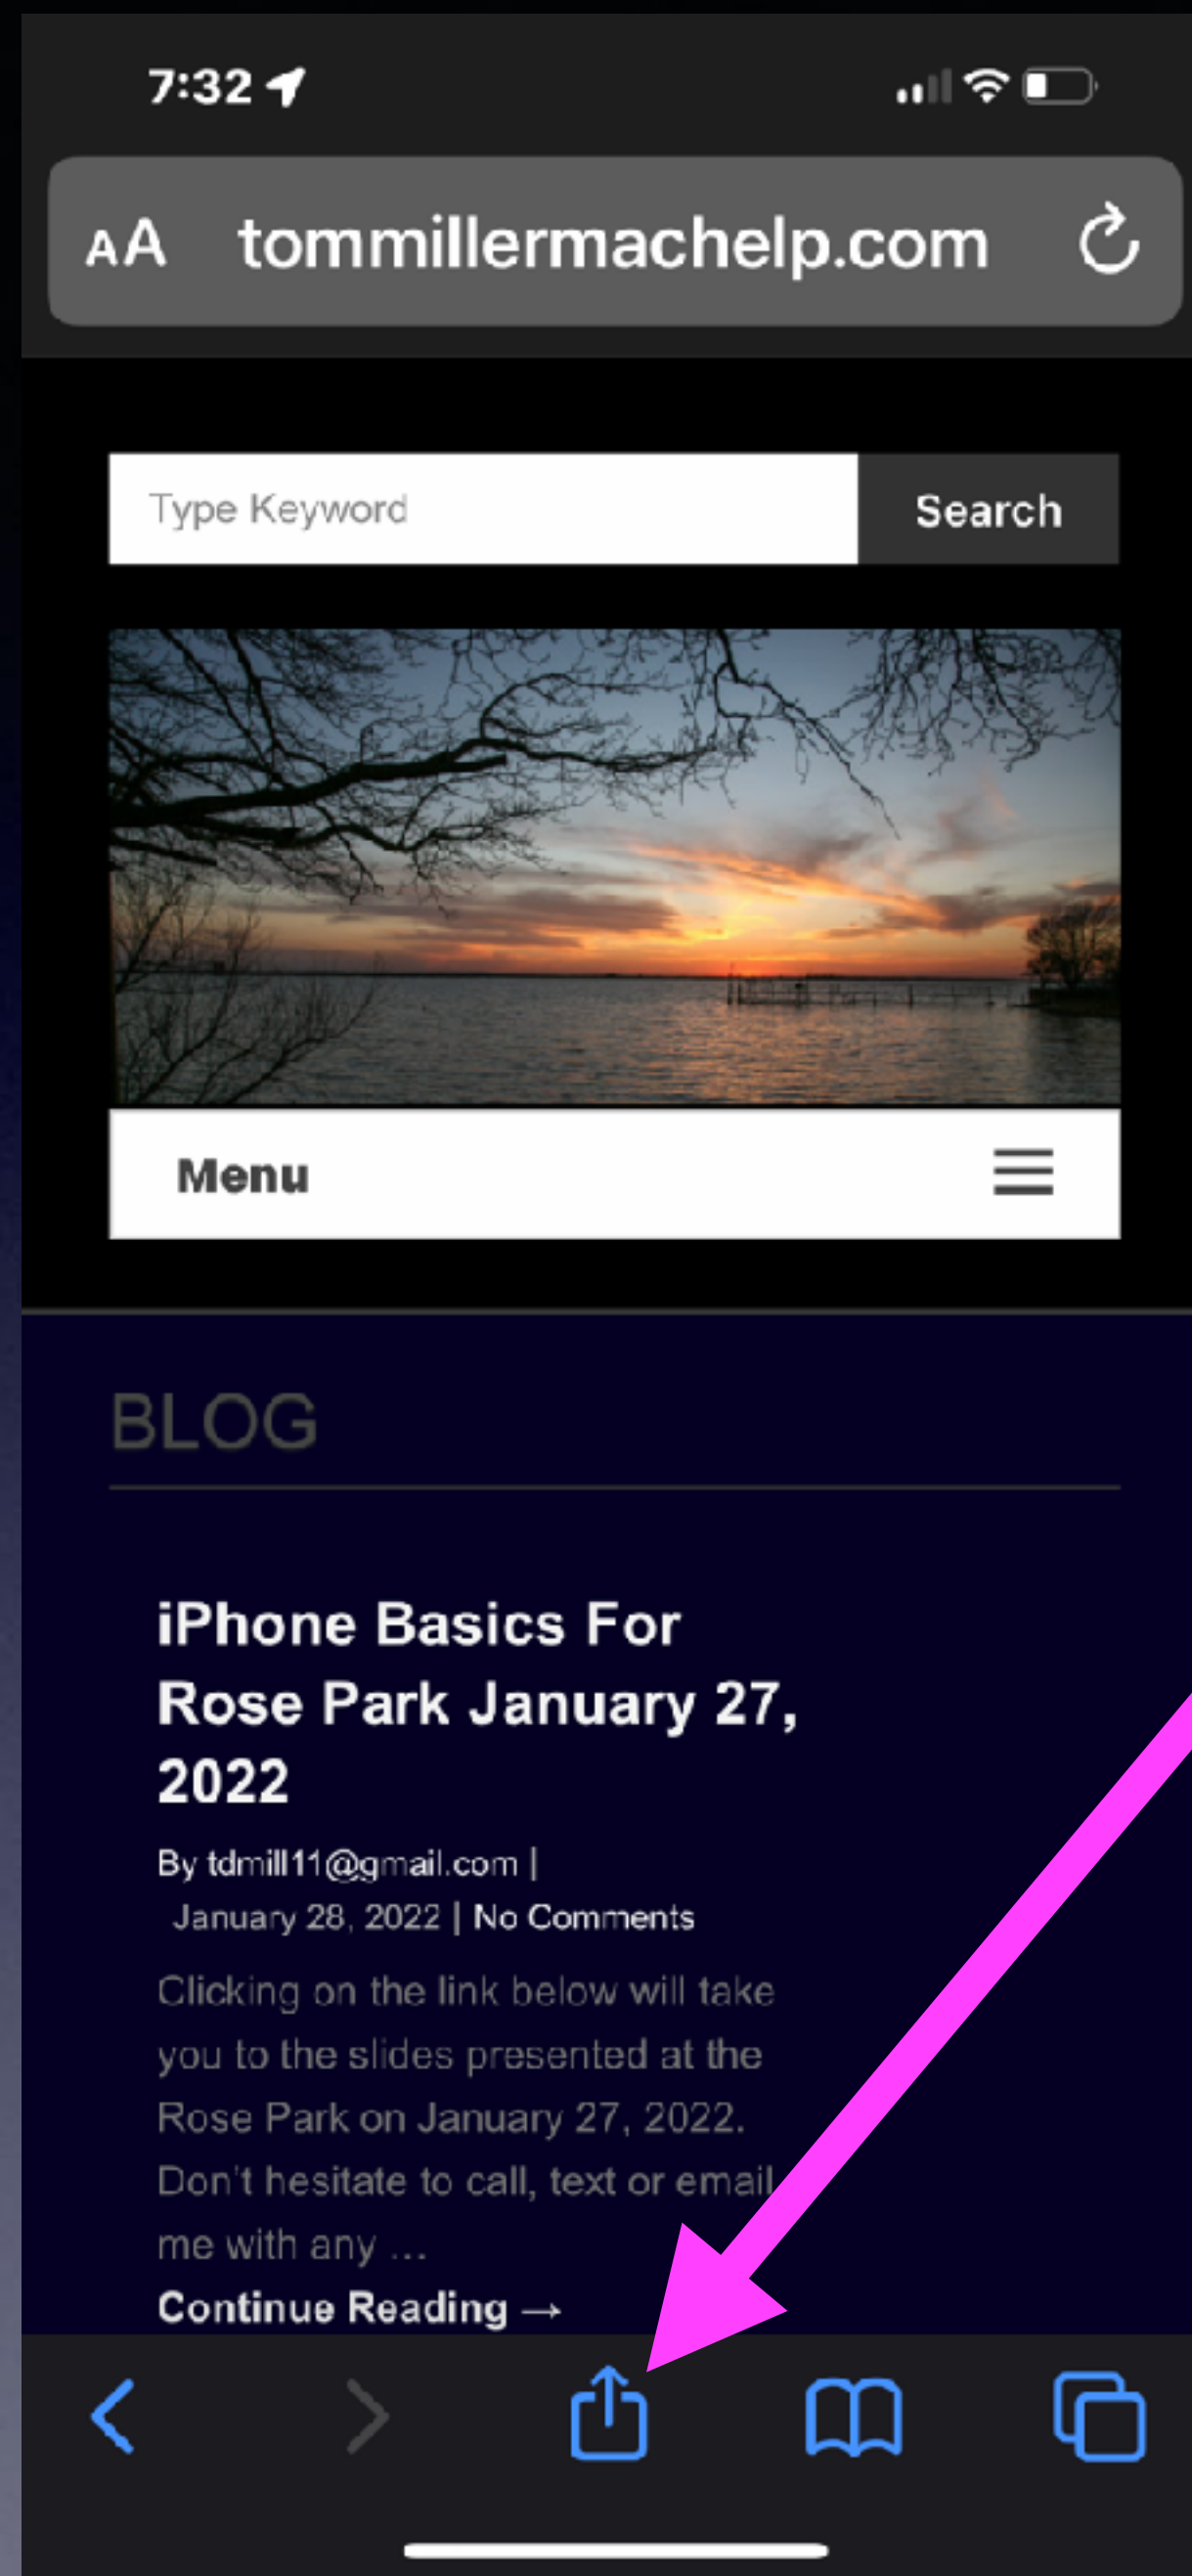 7:32
AA tommillermachelp.com
Type Keyword Search
Menu
BLOG
iPhone Basics For
Rose Park January 27,
2022
By tdmill11@gmail.com |
January 28, 2022 | No Comments
Clicking on the link below will take
you to the slides presented at the
Rose Park on January 27, 2022.
Don't hesitate to call, text or email
me with any ...
Continue Reading →